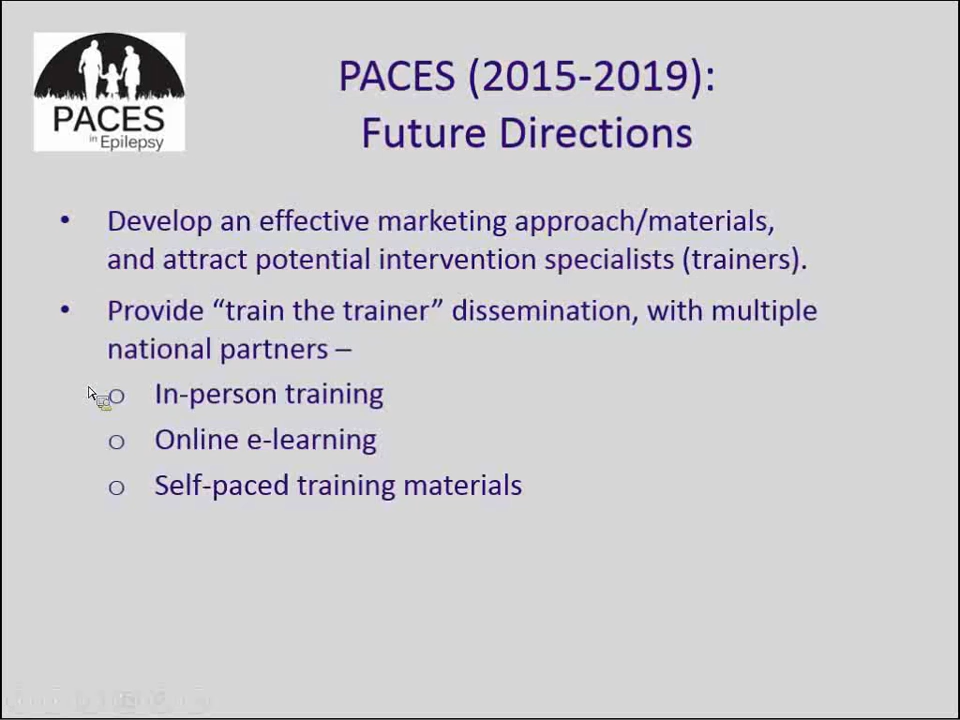 PACES
in Epilepsy
PACES (2015-2019):
Future Directions
• Develop an effective marketing approach/materials,
and attract potential intervention specialists (trainers).
• Provide “train the trainer” dissemination, with multiple
national partners –
o In-person training
o Online e-learning
o Self-paced training materials